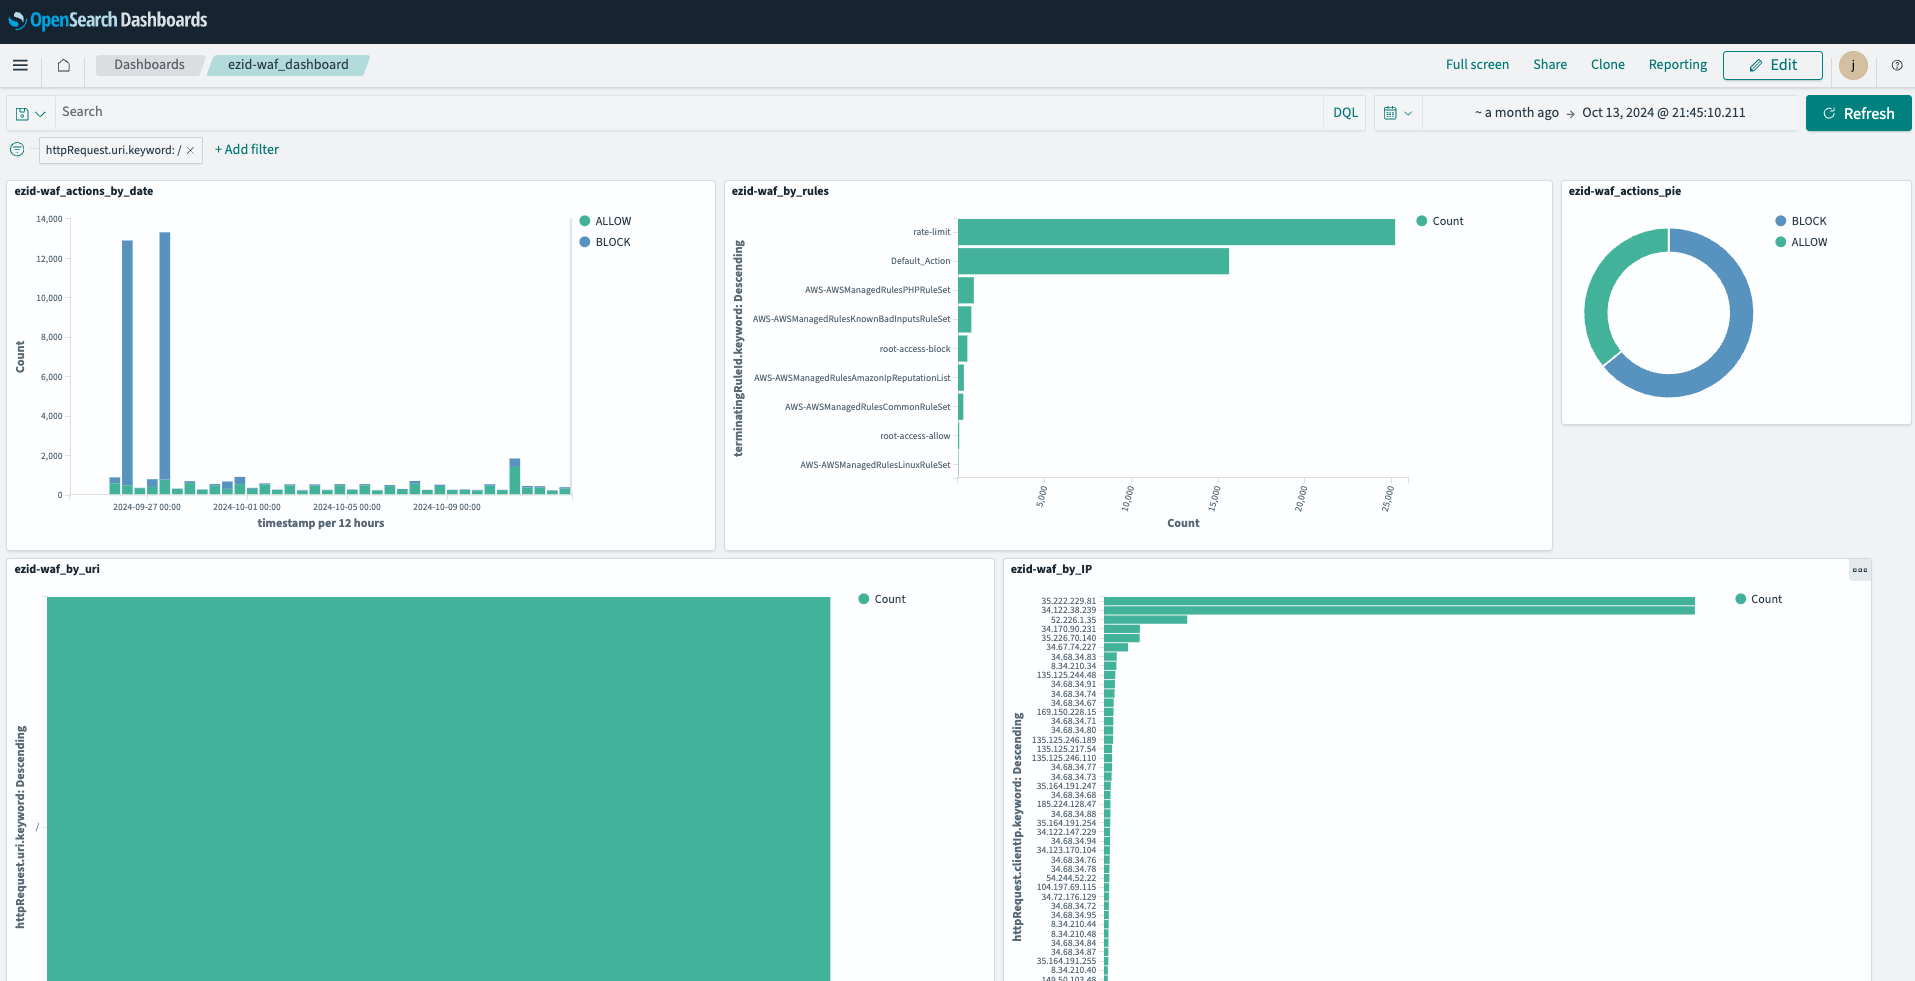 OpenSearch Dashboards
Dashboards
ezid-waf_dashboard
Full screen
Share
Clone
Reporting
Edit
j
Search
DQL
~ a month ago → Oct 13, 2024 @ 21:45:10.211
Refresh
httpRequest.uri.keyword: / ×
+ Add filter
ezid-waf_actions_by_date
14,000
12,000
10,000
8,000
6,000
4,000
2,000
0
Count
2024-09-27 00:00
2024-10-01 00:00
2024-10-05 00:00
2024-10-09 00:00
timestamp per 12 hours
ALLOW
BLOCK
ezid-waf_by_rules
terminatingRuleId.keyword: Descending
rate-limit
Default_Action
AWS-AWSManagedRulesPHPRuleSet
AWS-AWSManagedRulesKnownBadInputsRuleSet
root-access-block
AWS-AWSManagedRulesAmazonIpReputationList
AWS-AWSManagedRulesCommonRuleSet
root-access-allow
AWS-AWSManagedRulesLinuxRuleSet
5,000
10,000
15,000
20,000
25,000
Count
Count
ezid-waf_actions_pie
BLOCK
ALLOW
ezid-waf_by_uri
httpRequest.uri.keyword: Descending
/
Count
ezid-waf_by_IP
httpRequest.clientIp.keyword: Descending
35.222.229.81
34.122.38.239
52.226.1.35
34.170.90.231
35.226.70.140
34.67.74.227
34.68.34.83
8.34.210.34
135.125.244.48
34.68.34.91
34.68.34.74
34.68.34.67
169.150.228.15
34.68.34.71
34.68.34.80
135.125.246.189
135.125.217.54
135.125.246.110
34.68.34.77
34.68.34.73
35.164.191.247
34.68.34.68
185.224.128.47
34.68.34.88
35.164.191.254
34.122.147.229
34.68.34.94
34.123.170.104
34.68.34.76
34.68.34.78
54.244.52.22
104.197.69.115
34.72.176.129
34.68.34.72
34.68.34.95
8.34.210.44
8.34.210.48
34.68.34.84
34.68.34.87
35.164.191.255
8.34.210.40
149.50.103.48
Count